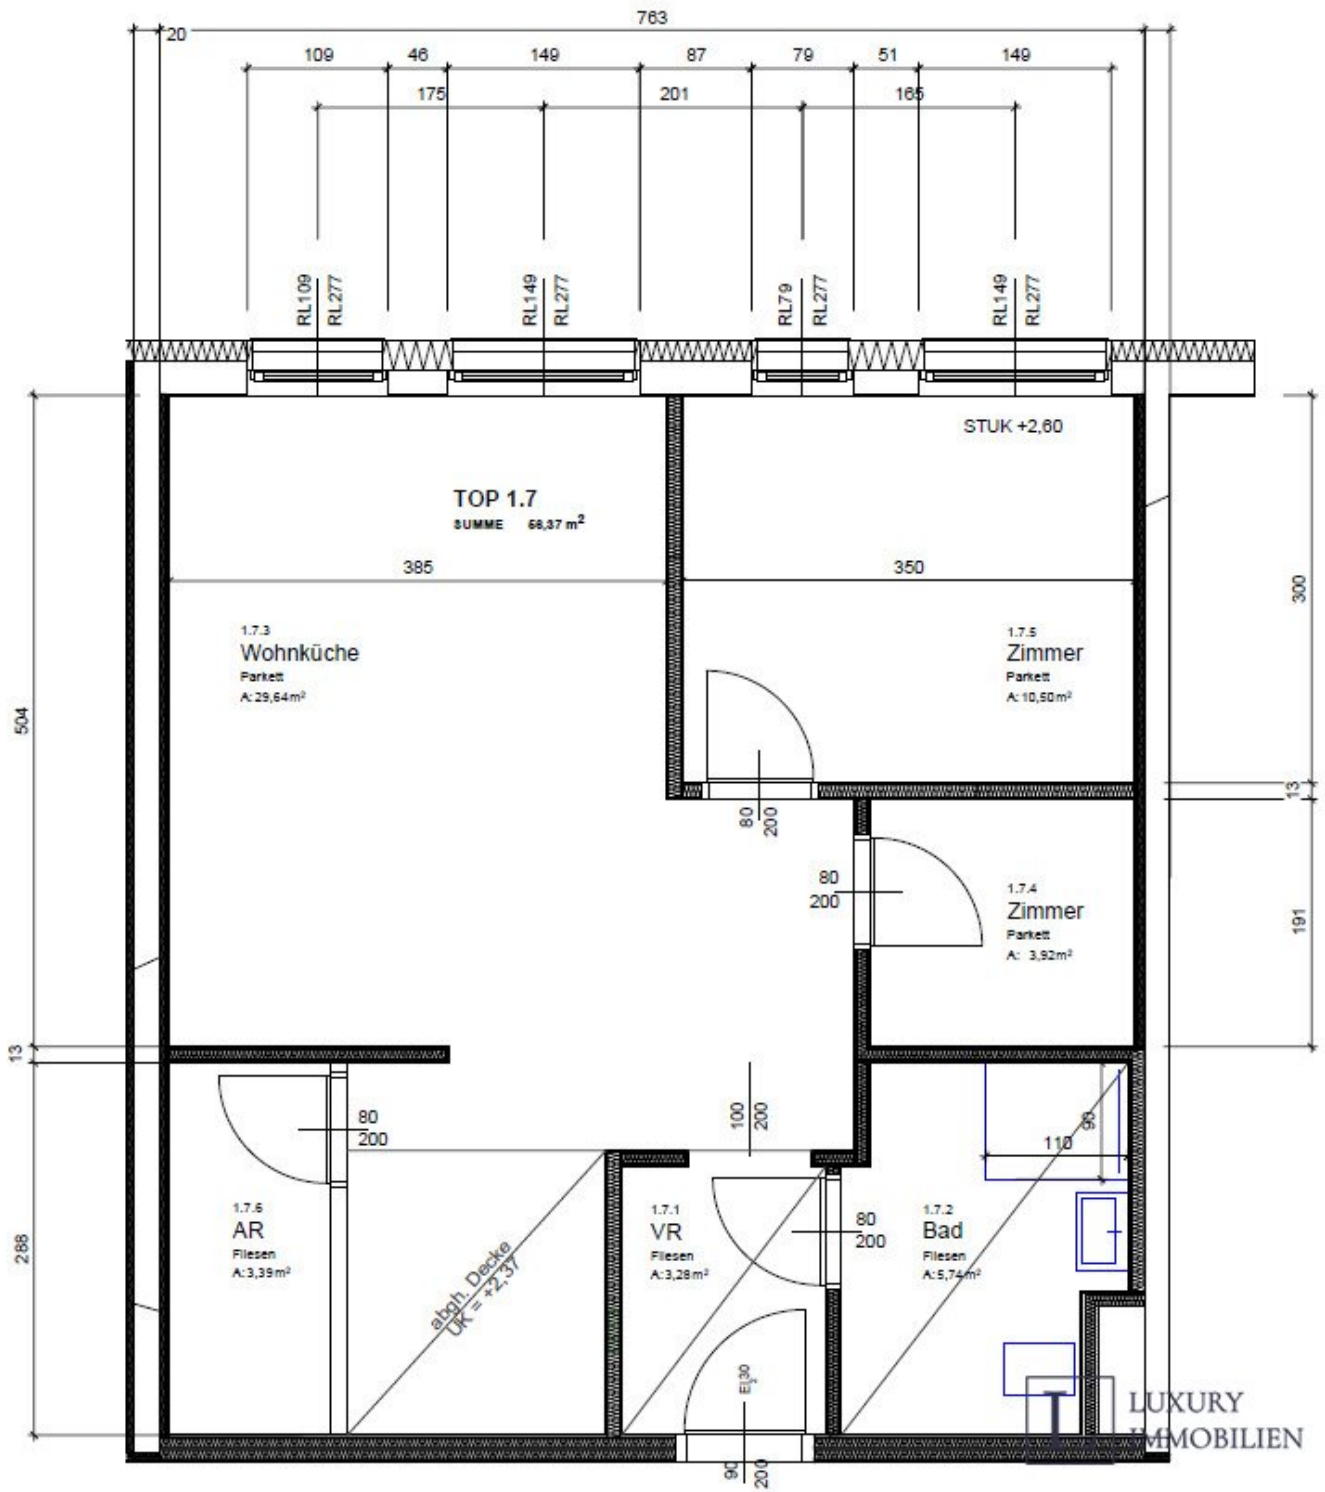 763
20
109 46 149 87 79 51 149
175 201 165
RL109
RL277
RL149
RL277
RL79
RL277
RL149
RL277
STUK +2,60
TOP 1.7
SUMME 56,37 m²
385
350
300
1.7.3
Wohnküche
Parkett
A: 29,64m²
1.7.5
Zimmer
Parkett
A: 10,50m²
504
13
80
200
80
200
1.7.4
Zimmer
Parkett
A: 3,92m²
191
13
80
200
100
200
90
110
1.7.6
AR
Fliesen
A: 3,39m²
288
abgh. Decke
UK = +2,37
1.7.1
VR
Fliesen
A: 3,28m²
80
200
1.7.2
Bad
Fliesen
A: 5,74m²
EI₂30
90
200
L
LUXURY
IMMOBILIEN